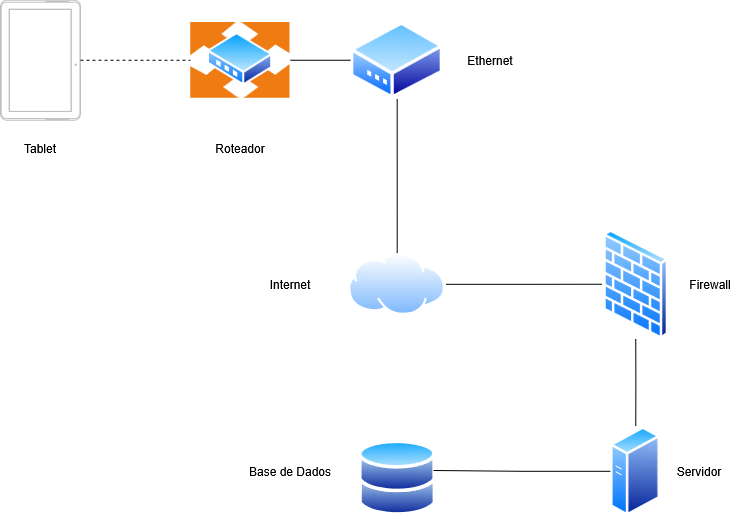 Ethernet
Tablet
Roteador
Internet
Firewall
Base de Dados
Servidor